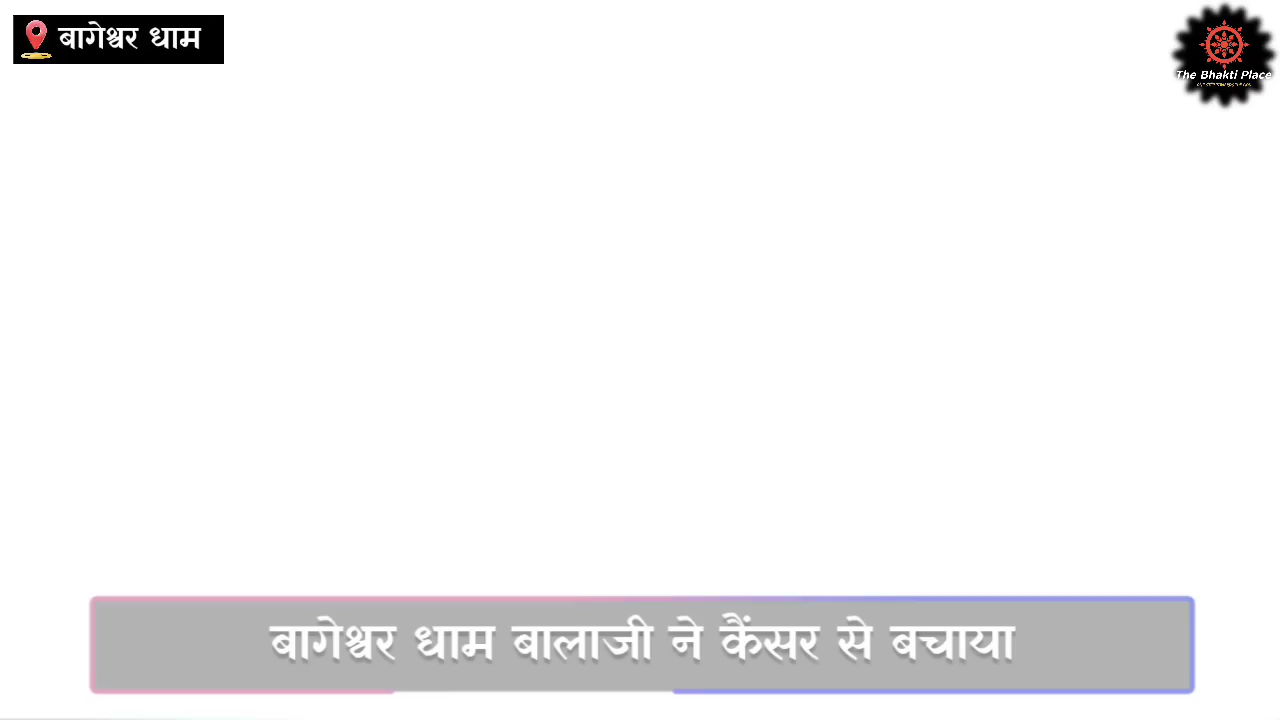 बागेश्वर धाम
The Bhakti Place
बागेश्वर धाम बालाजी ने कैंसर से बचाया